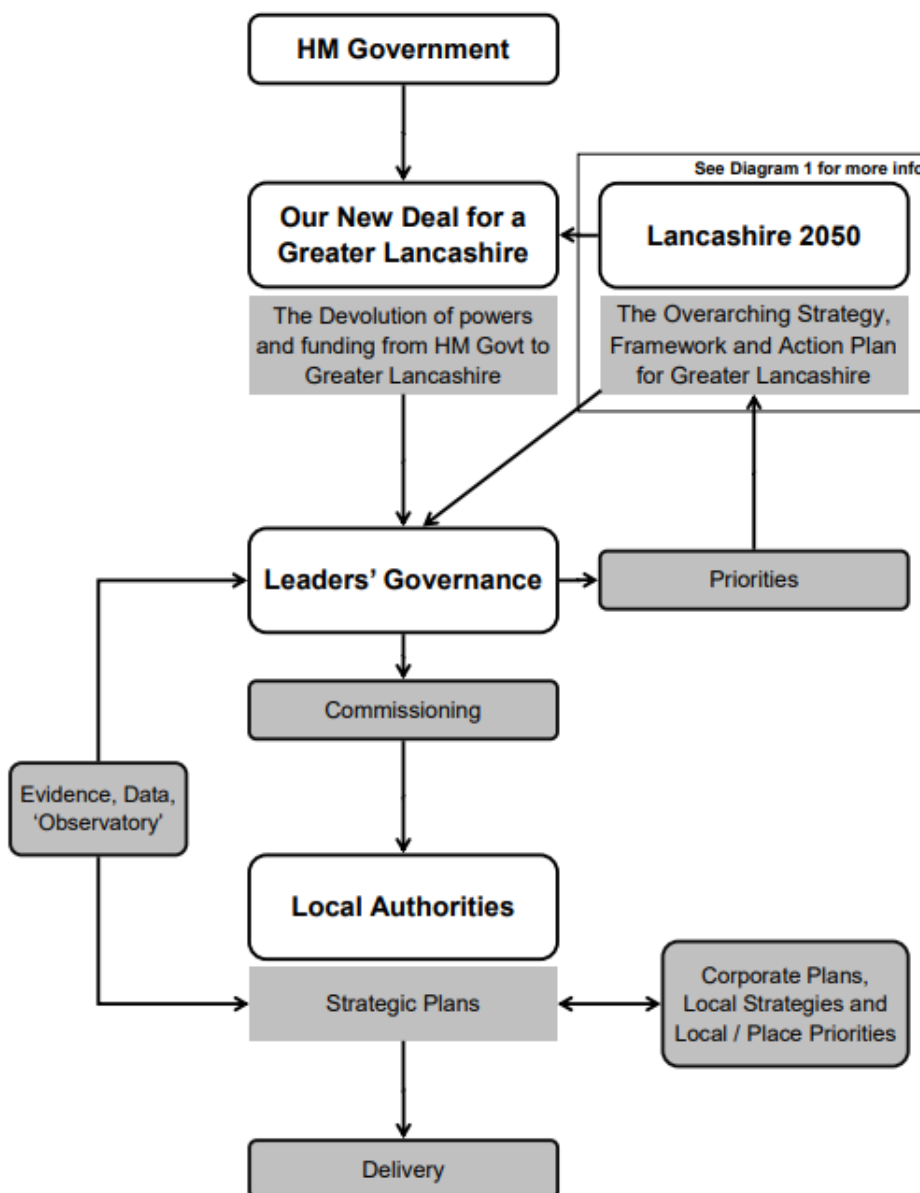 HM Government
See Diagram 1 for more info
Our New Deal for a
Greater Lancashire
Lancashire 2050
The Devolution of powers
and funding from HM Govt to
Greater Lancashire
The Overarching Strategy,
Framework and Action Plan
for Greater Lancashire
Leaders’ Governance
Priorities
Commissioning
Evidence, Data,
‘Observatory’
Local Authorities
Strategic Plans
Corporate Plans,
Local Strategies and
Local / Place Priorities
Delivery